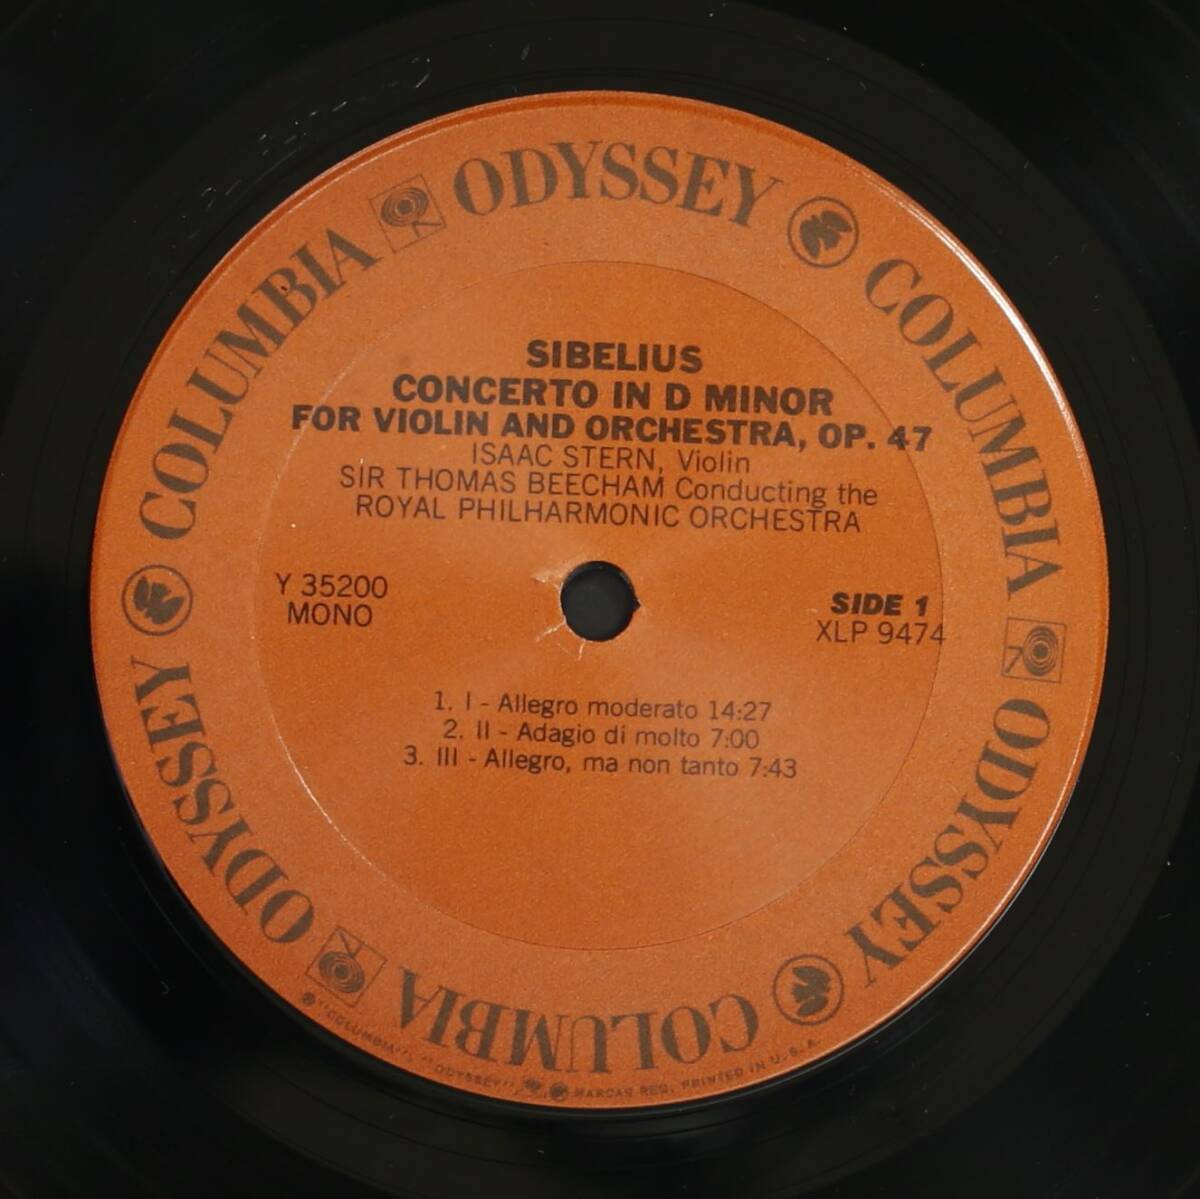 COLUMBIA ODYSSEY COLUMBIA ODYSSEY COLUMBIA ODYSSEY
SIBELIUS
CONCERTO IN D MINOR
FOR VIOLIN AND ORCHESTRA, OP. 47
ISAAC STERN, Violin
SIR THOMAS BEECHAM Conducting the
ROYAL PHILHARMONIC ORCHESTRA
Y 35200
MONO
SIDE 1
XLP 9474
1. I - Allegro moderato 14:27
2. II - Adagio di molto 7:00
3. III - Allegro, ma non tanto 7:43
"COLUMBIA", "ODYSSEY", MARCAS REG. PRINTED IN U.S.A.